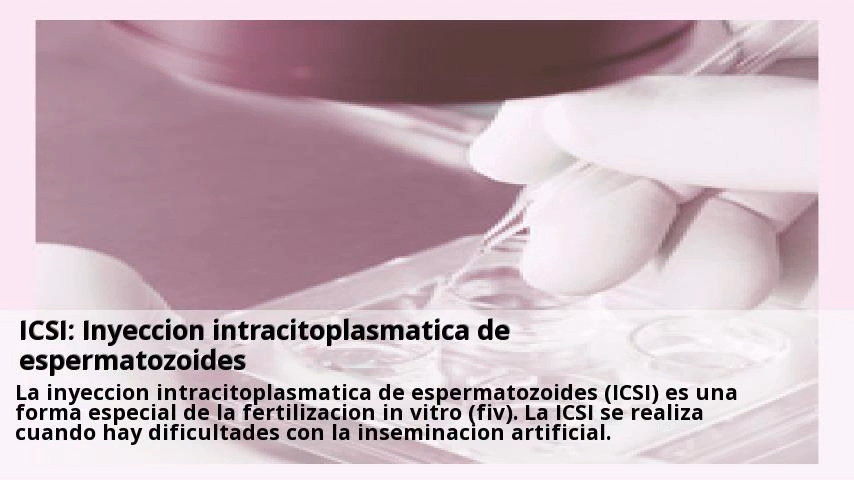 ICSI: Inyeccion intracitoplasmatica de
espermatozoides
La inyeccion intracitoplasmatica de espermatozoides (ICSI) es una
forma especial de la fertilizacion in vitro (fiv). La ICSI se realiza
cuando hay dificultades con la inseminacion artificial.